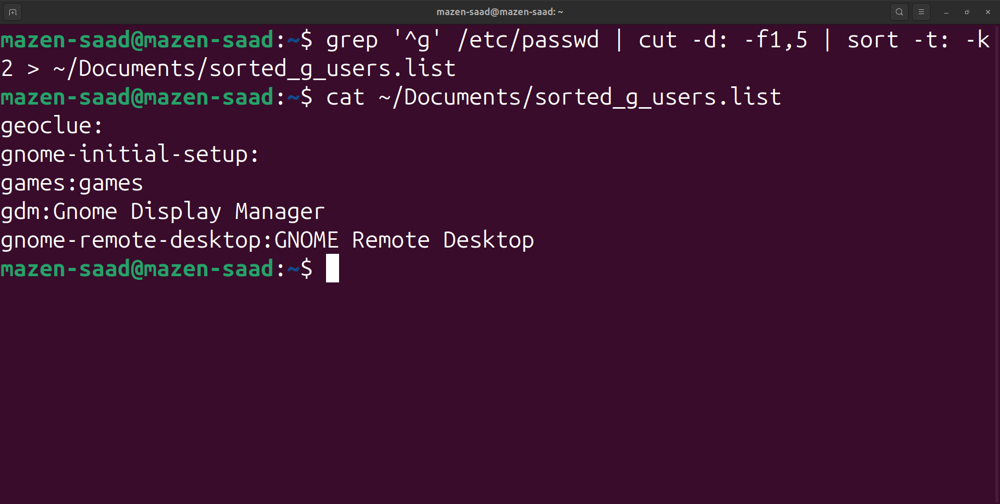 mazen-saad@mazen-saad: ~
mazen-saad@mazen-saad:~$ grep '^g' /etc/passwd | cut -d: -f1,5 | sort -t: -k
2 > ~/Documents/sorted_g_users.list
mazen-saad@mazen-saad:~$ cat ~/Documents/sorted_g_users.list
geoclue:
gnome-initial-setup:
games:games
gdm:Gnome Display Manager
gnome-remote-desktop:GNOME Remote Desktop
mazen-saad@mazen-saad:~$